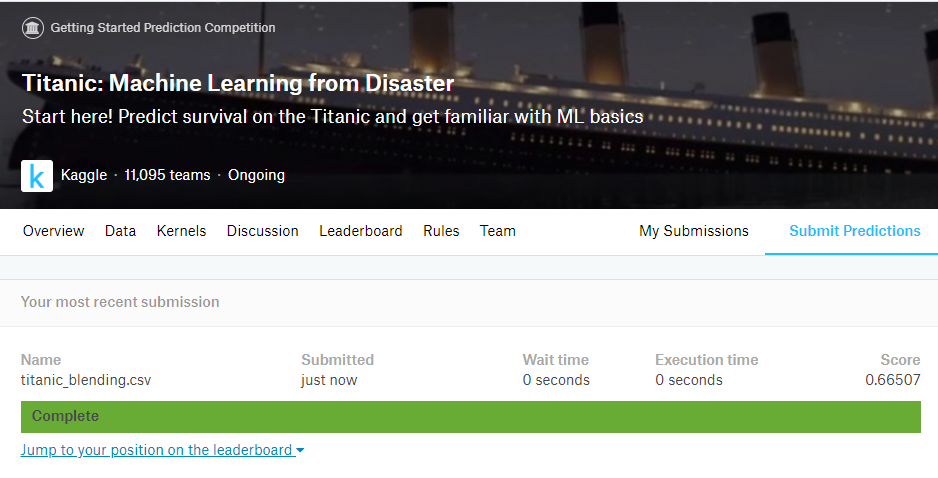 Getting Started Prediction Competition
Titanic: Machine Learning from Disaster
Start here! Predict survival on the Titanic and get familiar with ML basics
k Kaggle · 11,095 teams · Ongoing
Overview Data Kernels Discussion Leaderboard Rules Team My Submissions Submit Predictions
Your most recent submission
Name Submitted Wait time Execution time Score
titanic_blending.csv just now 0 seconds 0 seconds 0.66507
Complete
Jump to your position on the leaderboard